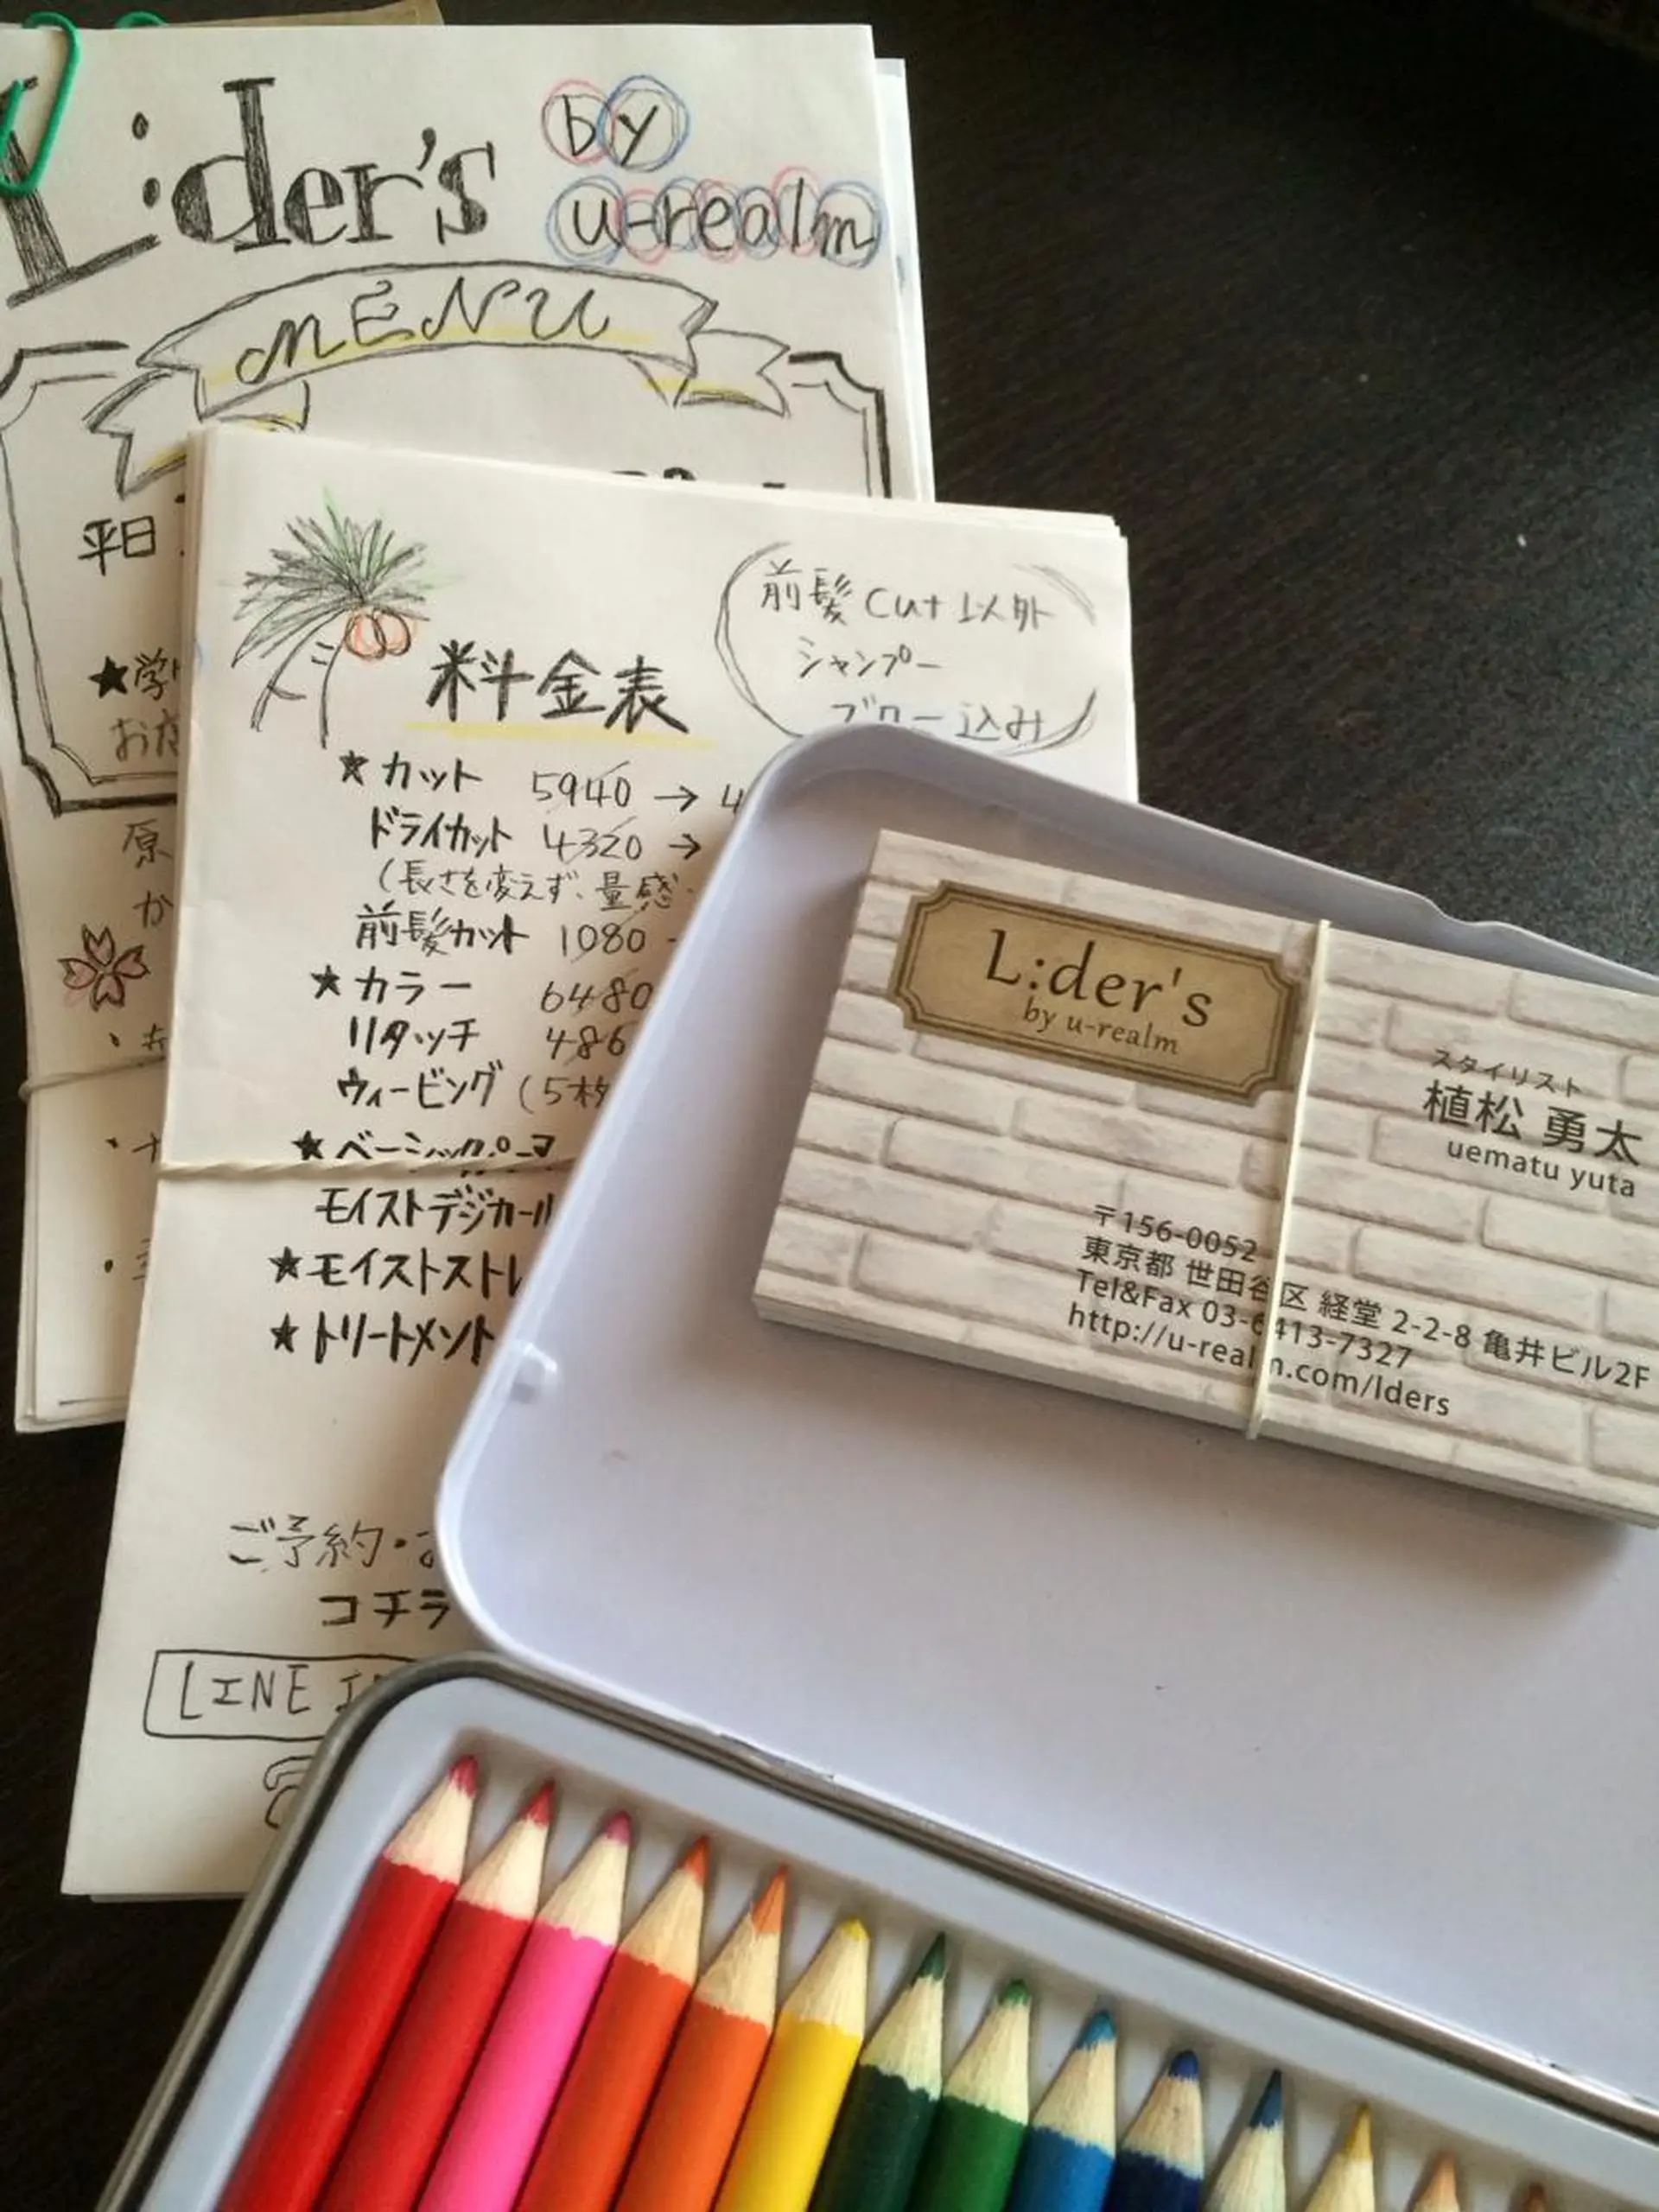 L:der's
by
u-realm
MENU
平日
★学
お店
原
か
料金表
前髪 cut 以外
シャンプー
ブロー込み
★カット 5940 → 4
ドライカット 4320 →
(長さを変えず、量感
前髪カット 1080
★カラー 6480
リタッチ 486
ウィービング (5枚
★ベーシックパーマ
モイストデジタル
★モイストストレ
★トリートメント
ご予約・お
コチラ
LINE
L:der's
by u-realm
スタイリスト
植松 勇太
uematu yuta
〒156-0052
東京都 世田谷区 経堂 2-2-8 亀井ビル2F
Tel&Fax 03-6413-7327
http://u-realm.com/lders